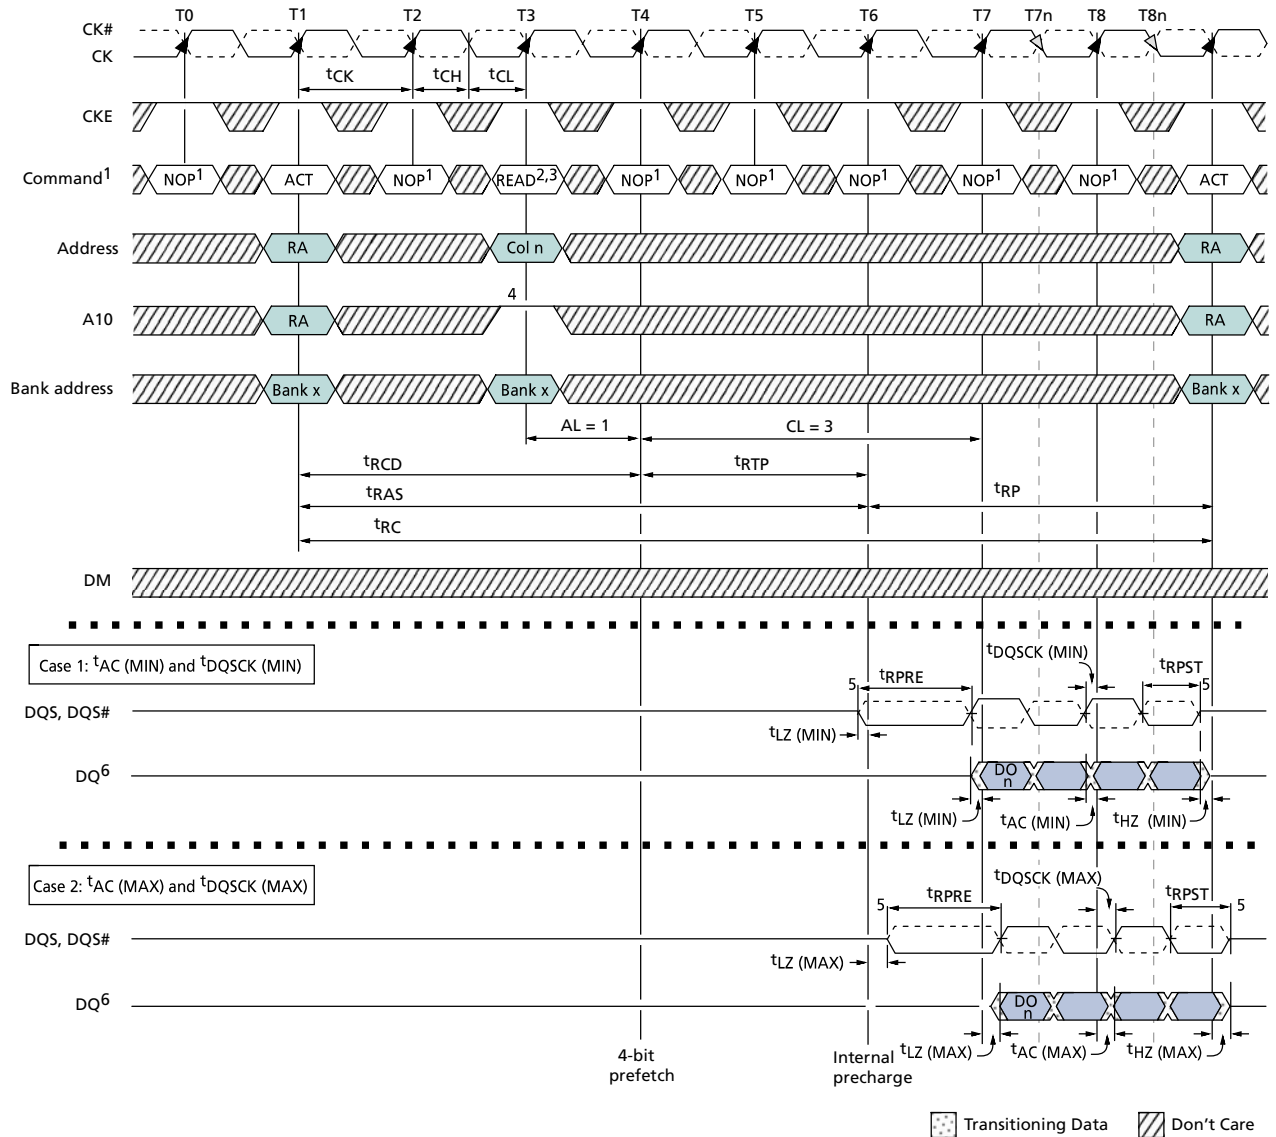 T0 T1 T2 T3 T4 T5 T6 T7 T7n T8 T8n
CK#
CK
tCK tCH tCL
CKE
Command1 NOP1 ACT NOP1 READ2,3 NOP1 NOP1 NOP1 NOP1 NOP1 ACT
Address RA Col n RA
4
A10 RA RA
Bank address Bank x Bank x Bank x
AL = 1 CL = 3
tRCD tRTP
tRAS tRP
tRC
DM
Case 1: tAC (MIN) and tDQSCK (MIN)
tDQSCK (MIN)
5 tRPRE tRPST 5
DQS, DQS#
tLZ (MIN)
DQ6 DO n
tLZ (MIN) tAC (MIN) tHZ (MIN)
Case 2: tAC (MAX) and tDQSCK (MAX)
tDQSCK (MAX)
5 tRPRE tRPST 5
DQS, DQS#
tLZ (MAX)
DQ6 DO n
tLZ (MAX) tAC (MAX) tHZ (MAX)
4-bit
prefetch
Internal
precharge
Transitioning Data Don't Care